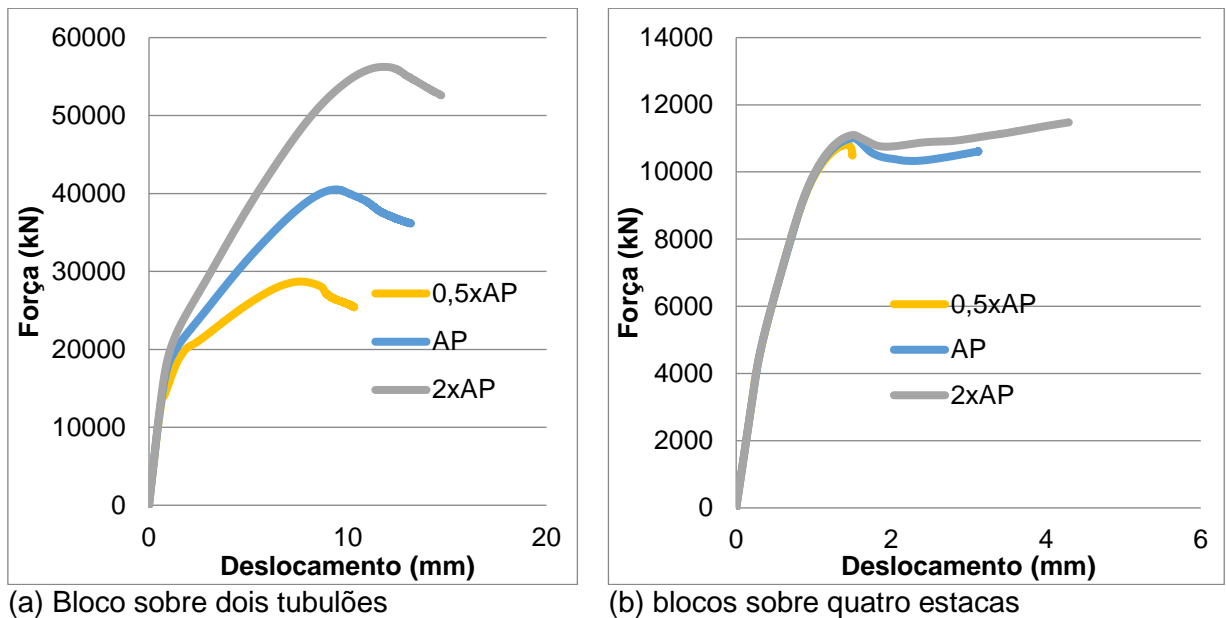 60000
50000
40000
30000
20000
10000
0
Força (kN)
0,5xAP
AP
2xAP
0 10 20
Deslocamento (mm)
(a) Bloco sobre dois tubulões
14000
12000
10000
8000
6000
4000
2000
0
Força (kN)
0,5xAP
AP
2xAP
0 2 4 6
Deslocamento (mm)
(b) blocos sobre quatro estacas